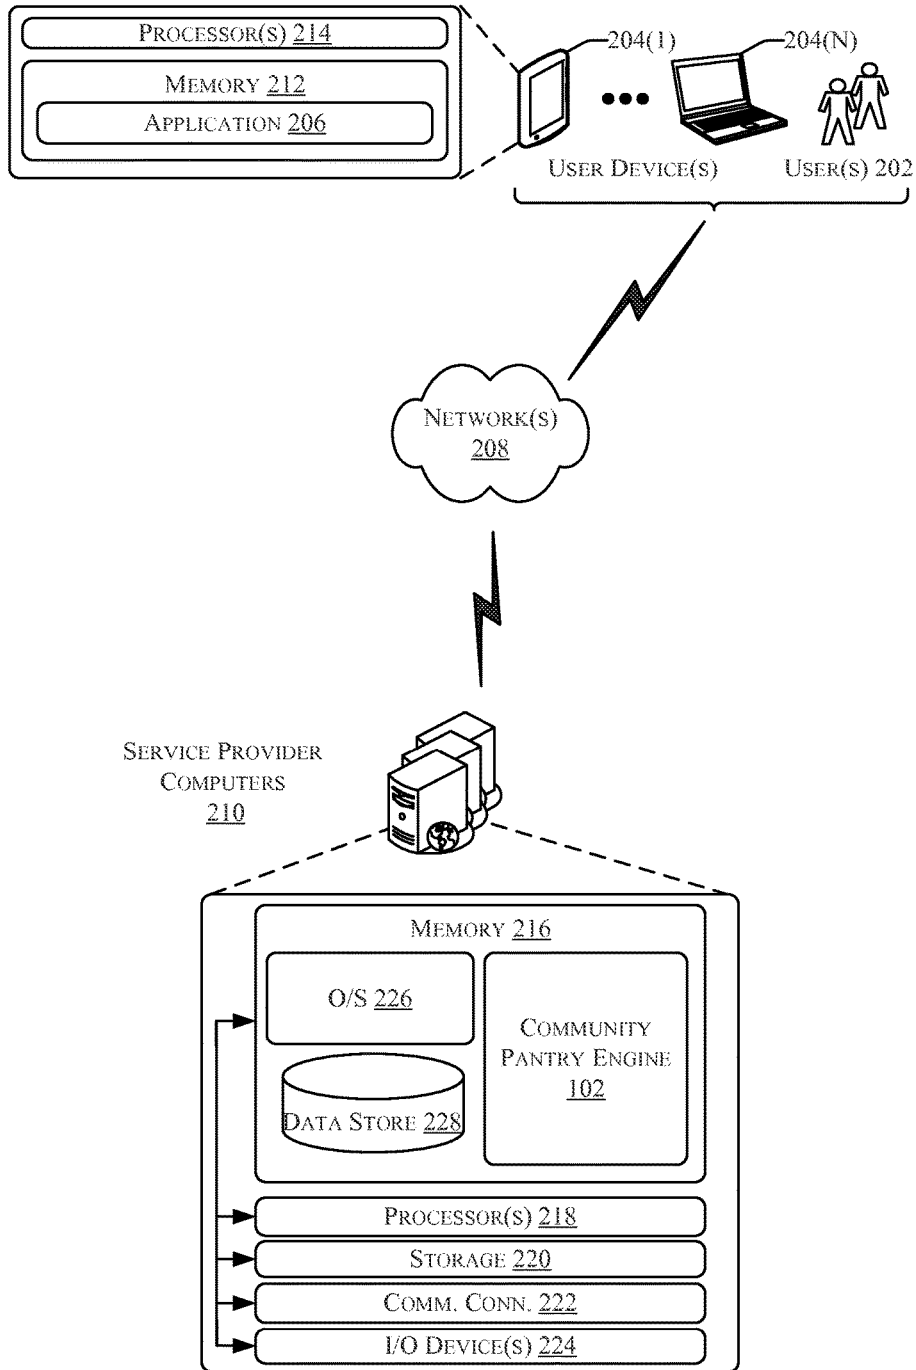 PROCESSOR(S) 214
MEMORY 212
APPLICATION 206
204(1)
204(N)
USER DEVICE(S)
USER(S) 202
NETWORK(S)
208
SERVICE PROVIDER
COMPUTERS
210
MEMORY 216
O/S 226
DATA STORE 228
COMMUNITY
PANTRY ENGINE
102
PROCESSOR(S) 218
STORAGE 220
COMM. CONN. 222
I/O DEVICE(S) 224